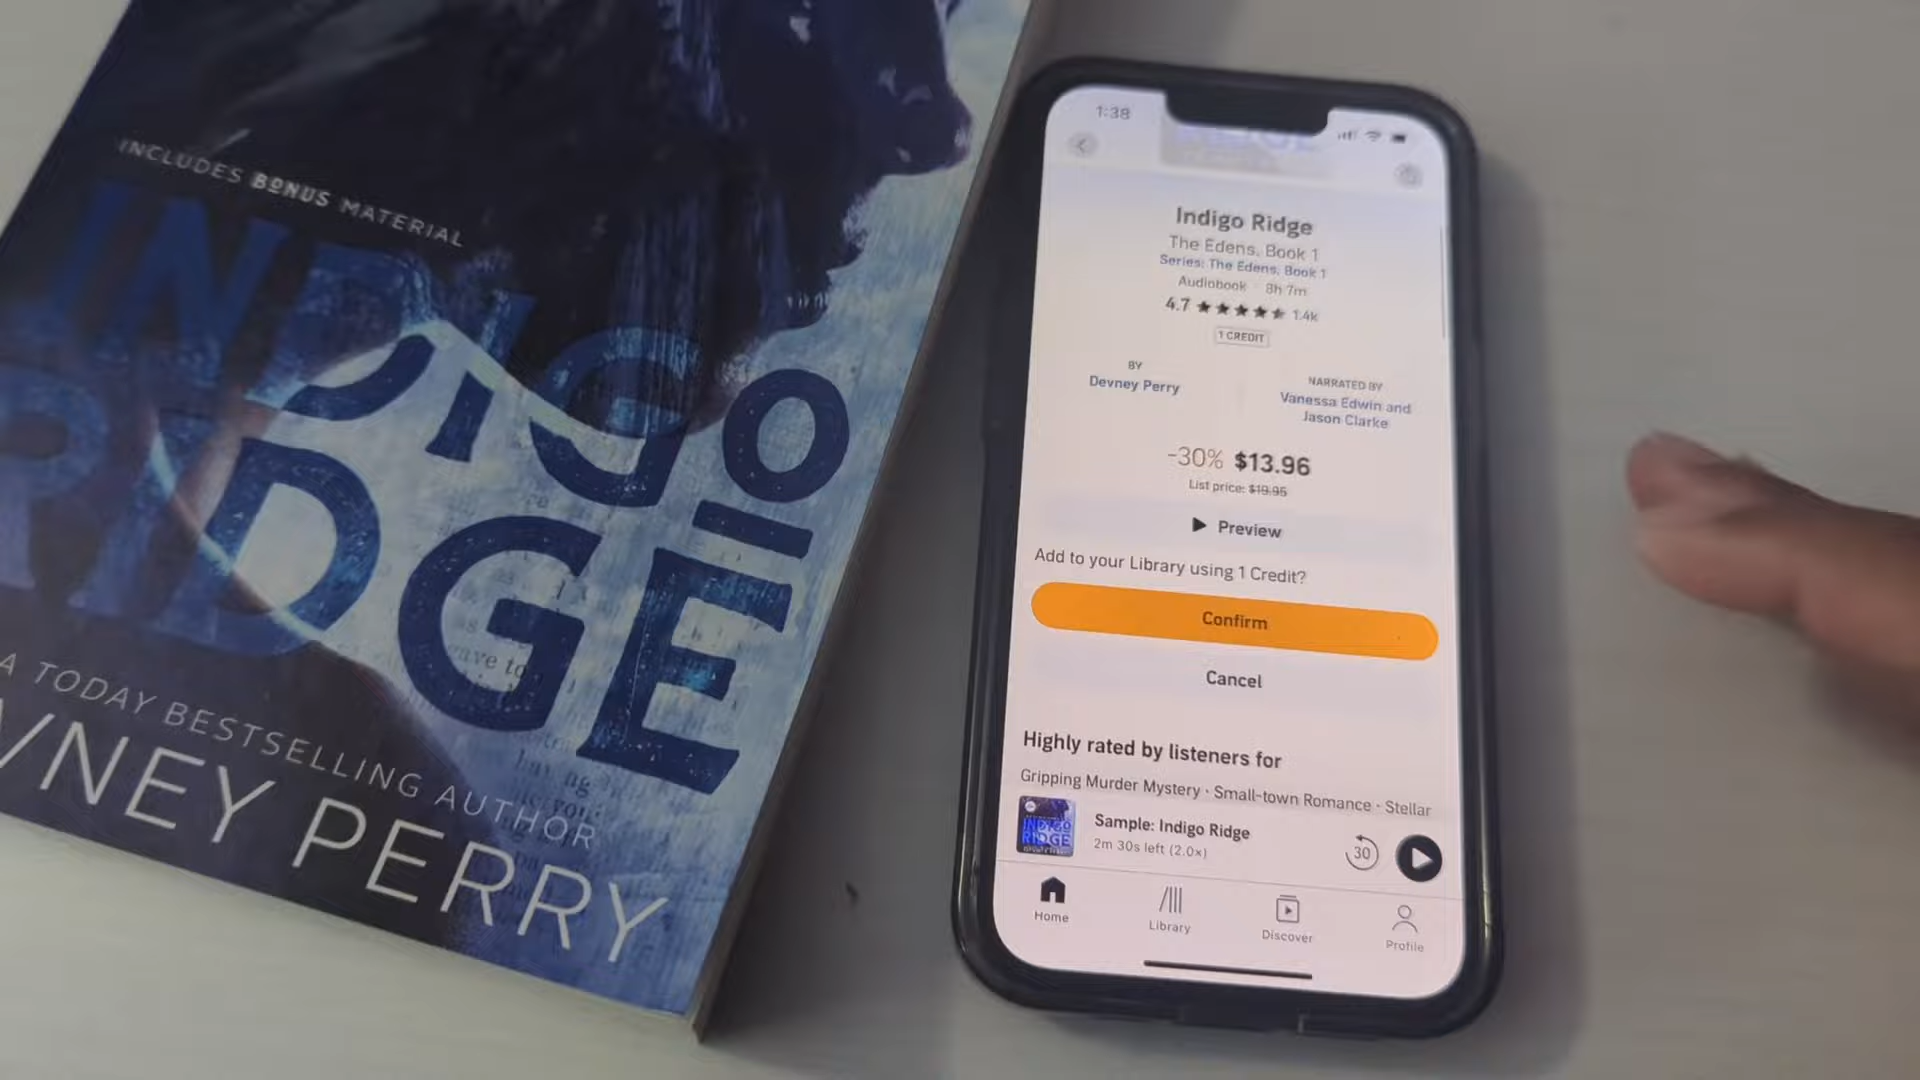 INCLUDES BONUS MATERIAL
INDIGO
RIDGE
A TODAY BESTSELLING AUTHOR
VNEY PERRY
1:38
Indigo Ridge
The Edens, Book 1
Series: The Edens, Book 1
Audiobook 8h 7m
4.7 ★★★★★ 1.4k
1 CREDIT
BY
Devney Perry
NARRATED BY
Vanessa Edwin and
Jason Clarke
-30% $13.96
List price: $19.95
Preview
Add to your Library using 1 Credit?
Confirm
Cancel
Highly rated by listeners for
Gripping Murder Mystery · Small-town Romance · Stellar
INDIGO
RIDGE
Sample: Indigo Ridge
2m 30s left (2.0×)
30
Home
Library
Discover
Profile